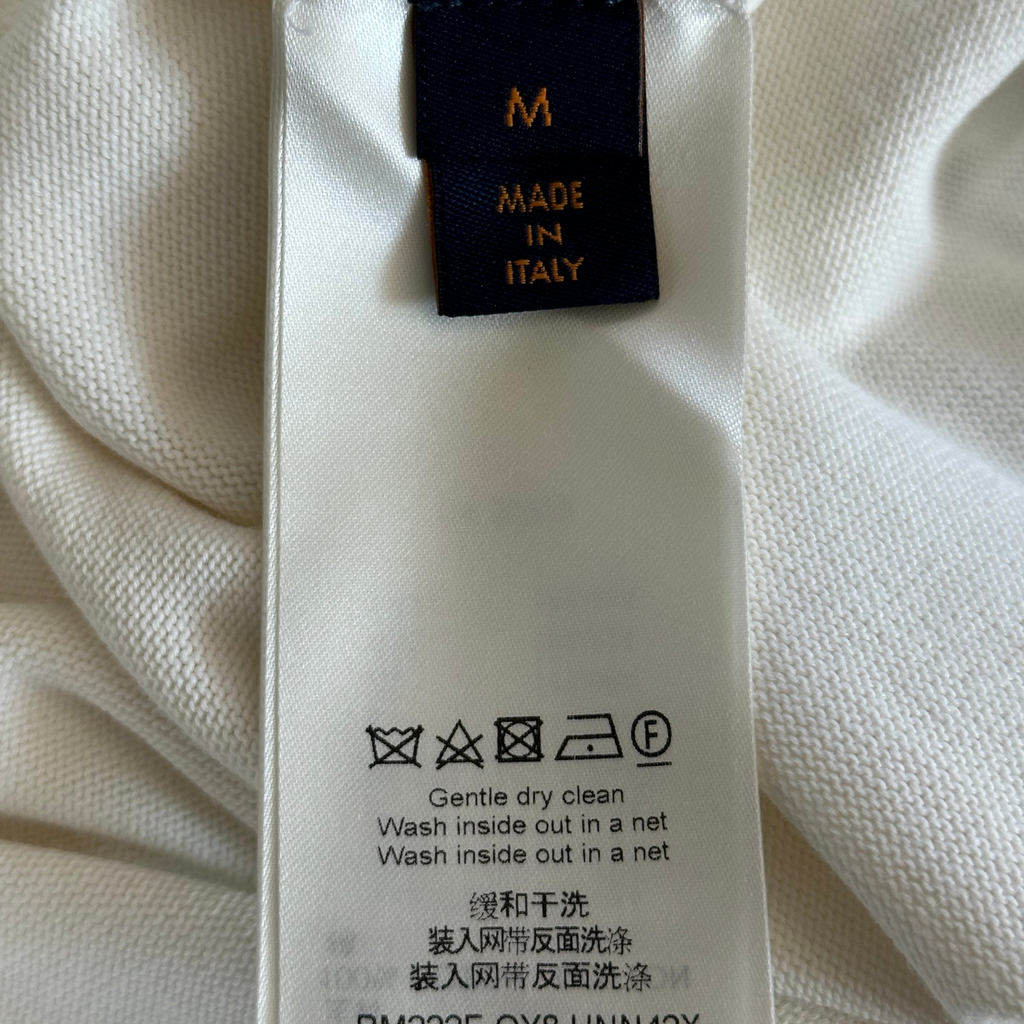 M
MADE
IN
ITALY
F
Gentle dry clean
Wash inside out in a net
Wash inside out in a net
缓和干洗
装入网带反面洗涤
装入网带反面洗涤